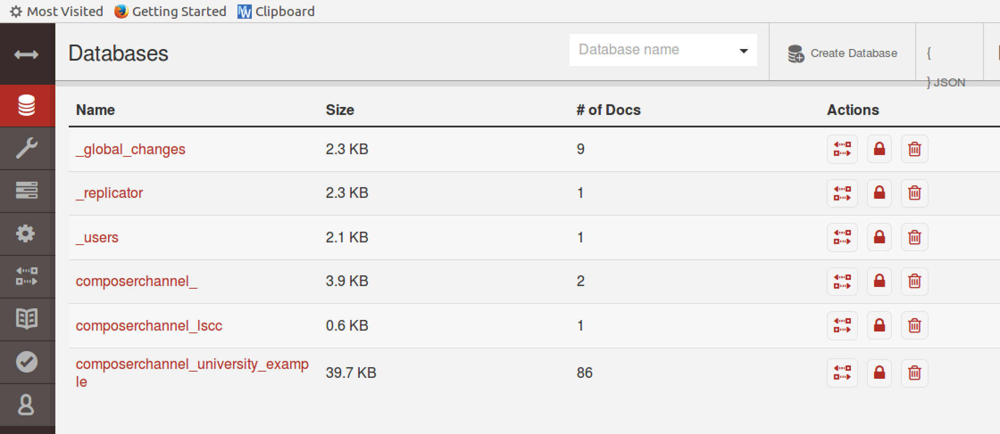 Most Visited Getting Started Clipboard
Databases Database name Create Database {
} JSON
Name Size # of Docs Actions
_global_changes 2.3 KB 9
_replicator 2.3 KB 1
_users 2.1 KB 1
composerchannel_ 3.9 KB 2
composerchannel_lscc 0.6 KB 1
composerchannel_university_examp
le 39.7 KB 86